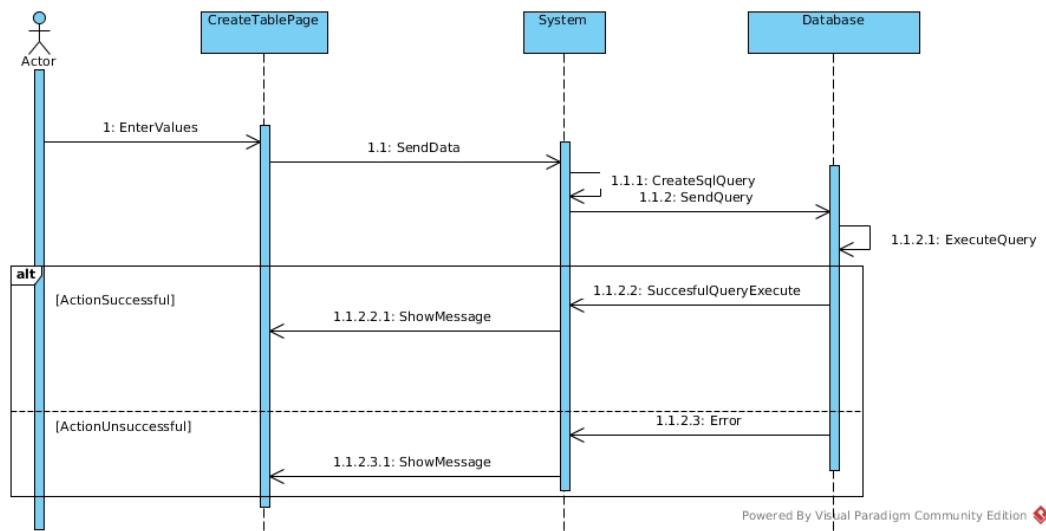 CreateTablePage
System
Database
Actor
1: EnterValues
1.1: SendData
1.1.1: CreateSqlQuery
1.1.2: SendQuery
1.1.2.1: ExecuteQuery
alt
[ActionSuccessful]
1.1.2.2: SuccesfulQueryExecute
1.1.2.2.1: ShowMessage
[ActionUnsuccessful]
1.1.2.3: Error
1.1.2.3.1: ShowMessage
Powered By Visual Paradigm Community Edition